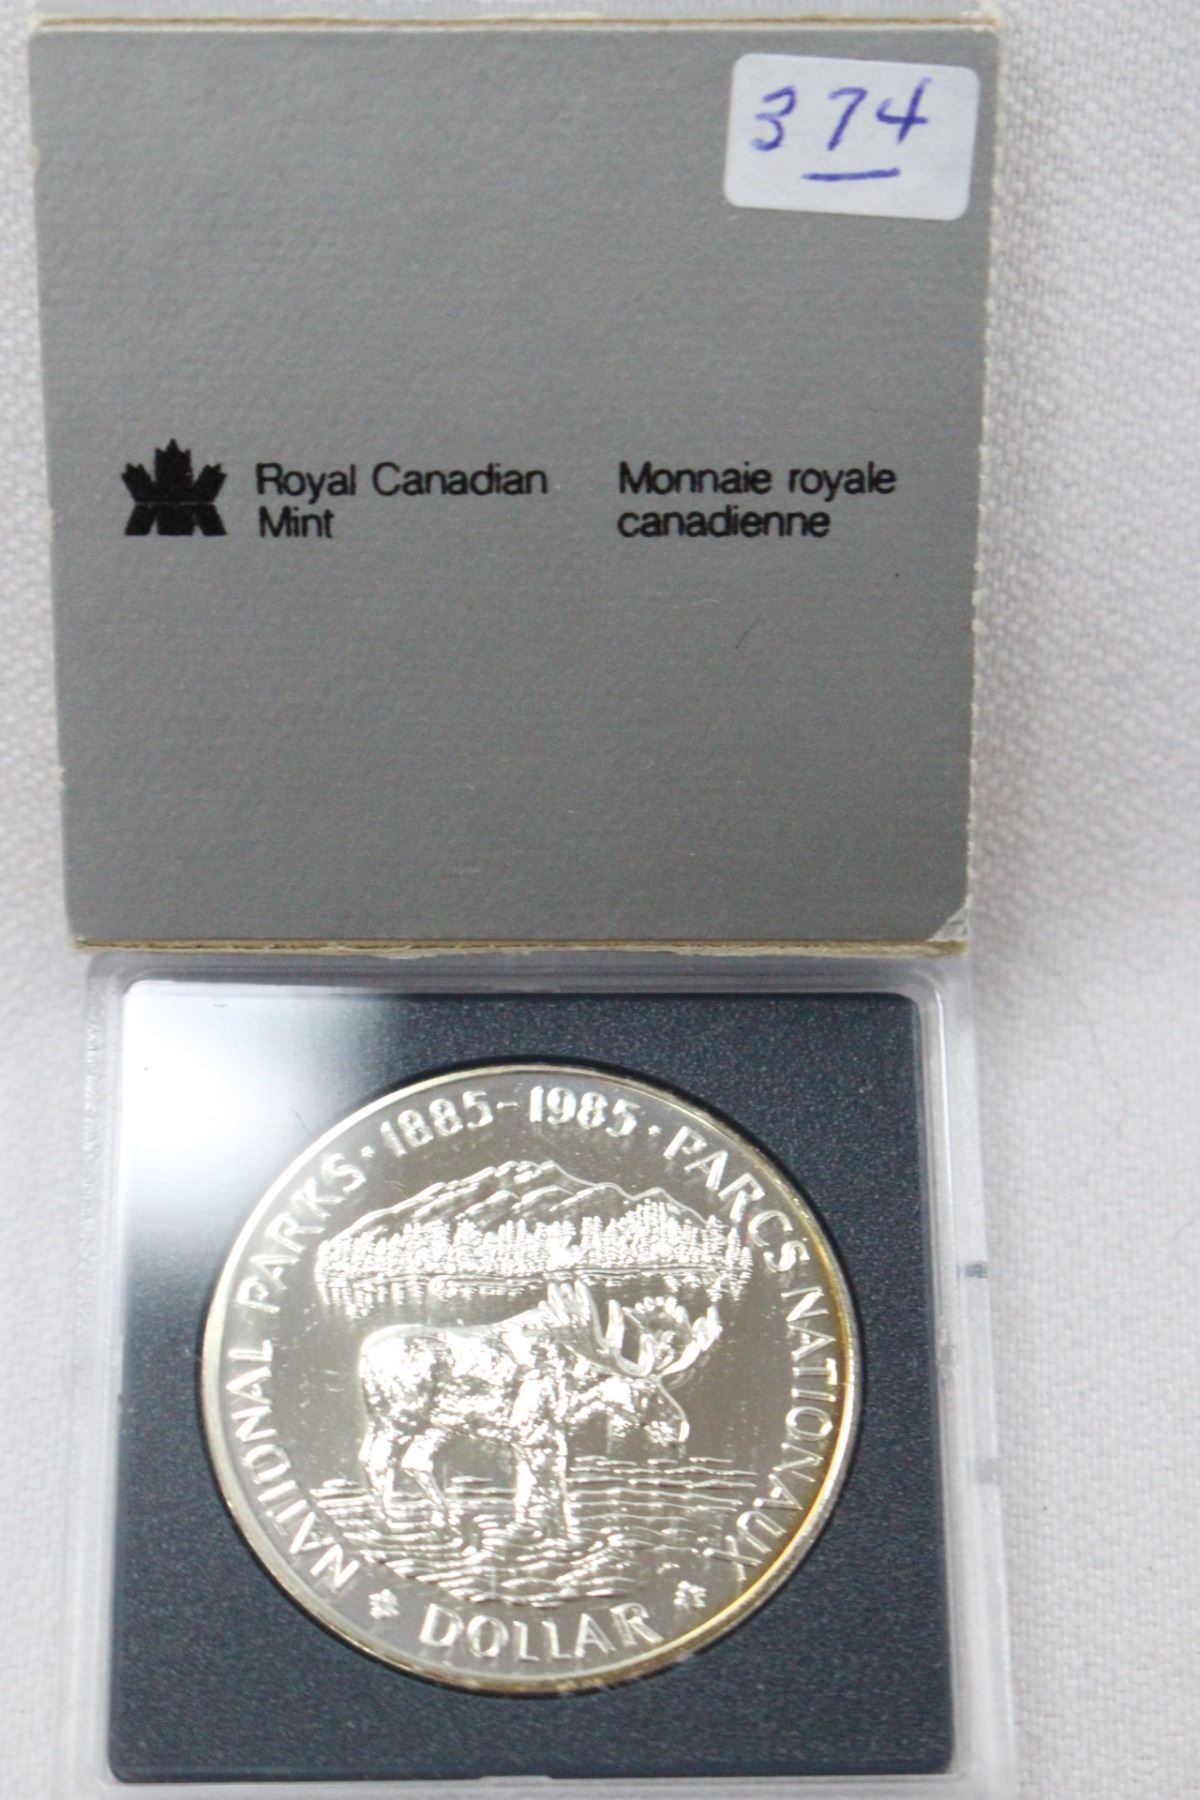 374
Royal Canadian
Mint
Monnaie royale
canadienne
NATIONAL PARKS · 1885-1985 · PARCS NATIONAUX
DOLLAR